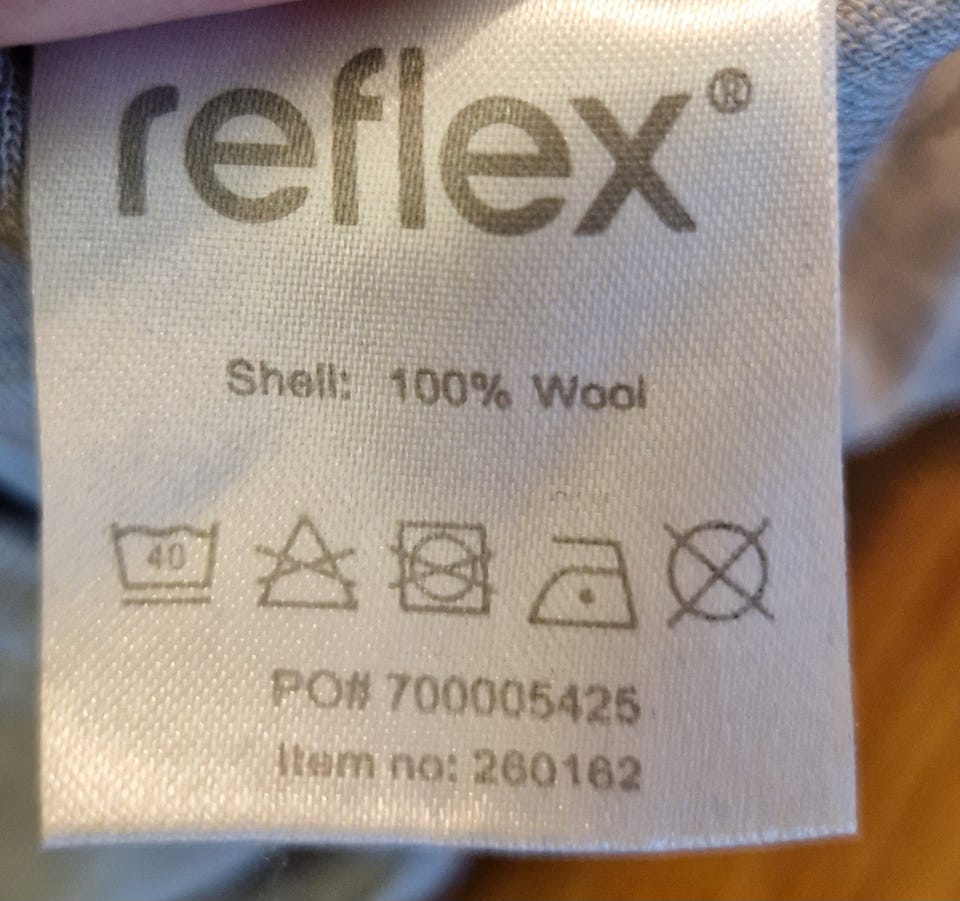 reflex®
Shell: 100% Wool
40
PO# 700005425
Item no: 260162